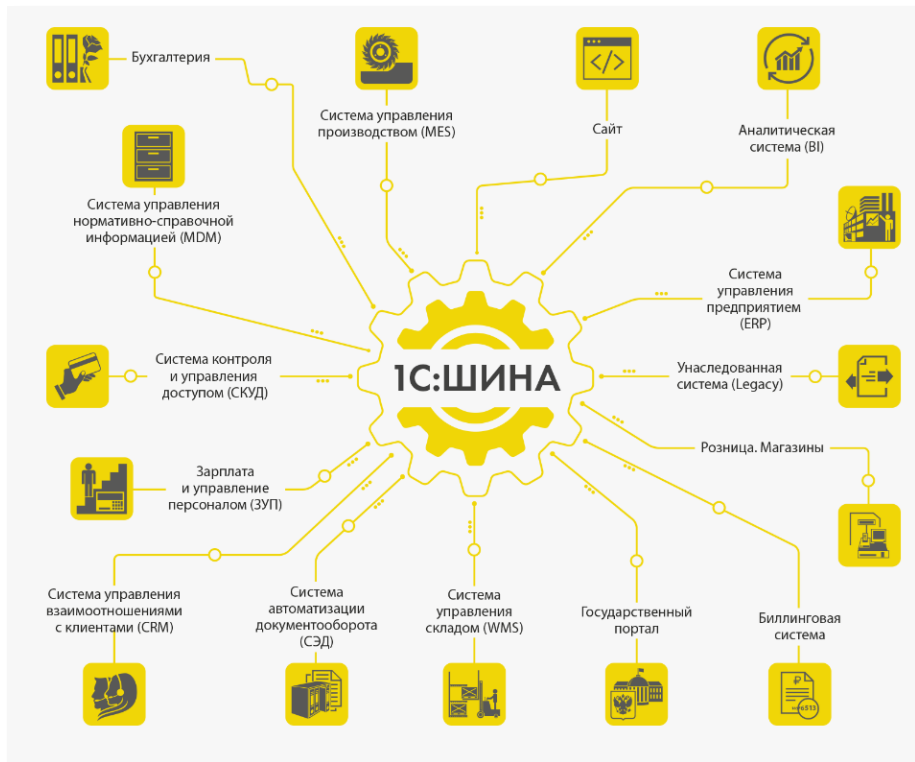 Бухгалтерия
Система управления
производством (MES)
Сайт
Аналитическая
система (BI)
Система управления
нормативно-справочной
информацией (MDM)
Система
управления
предприятием
(ERP)
Система контроля
и управления
доступом (СКУД)
1С:ШИНА
Унаследованная
система (Legacy)
Розница. Магазины
Зарплата
и управление
персоналом (ЗУП)
Система управления
взаимоотношениями
с клиентами (CRM)
Система
автоматизации
документооборота
(СЭД)
Система
управления
складом (WMS)
Государственный
портал
Биллинговая
система
₽
№6513